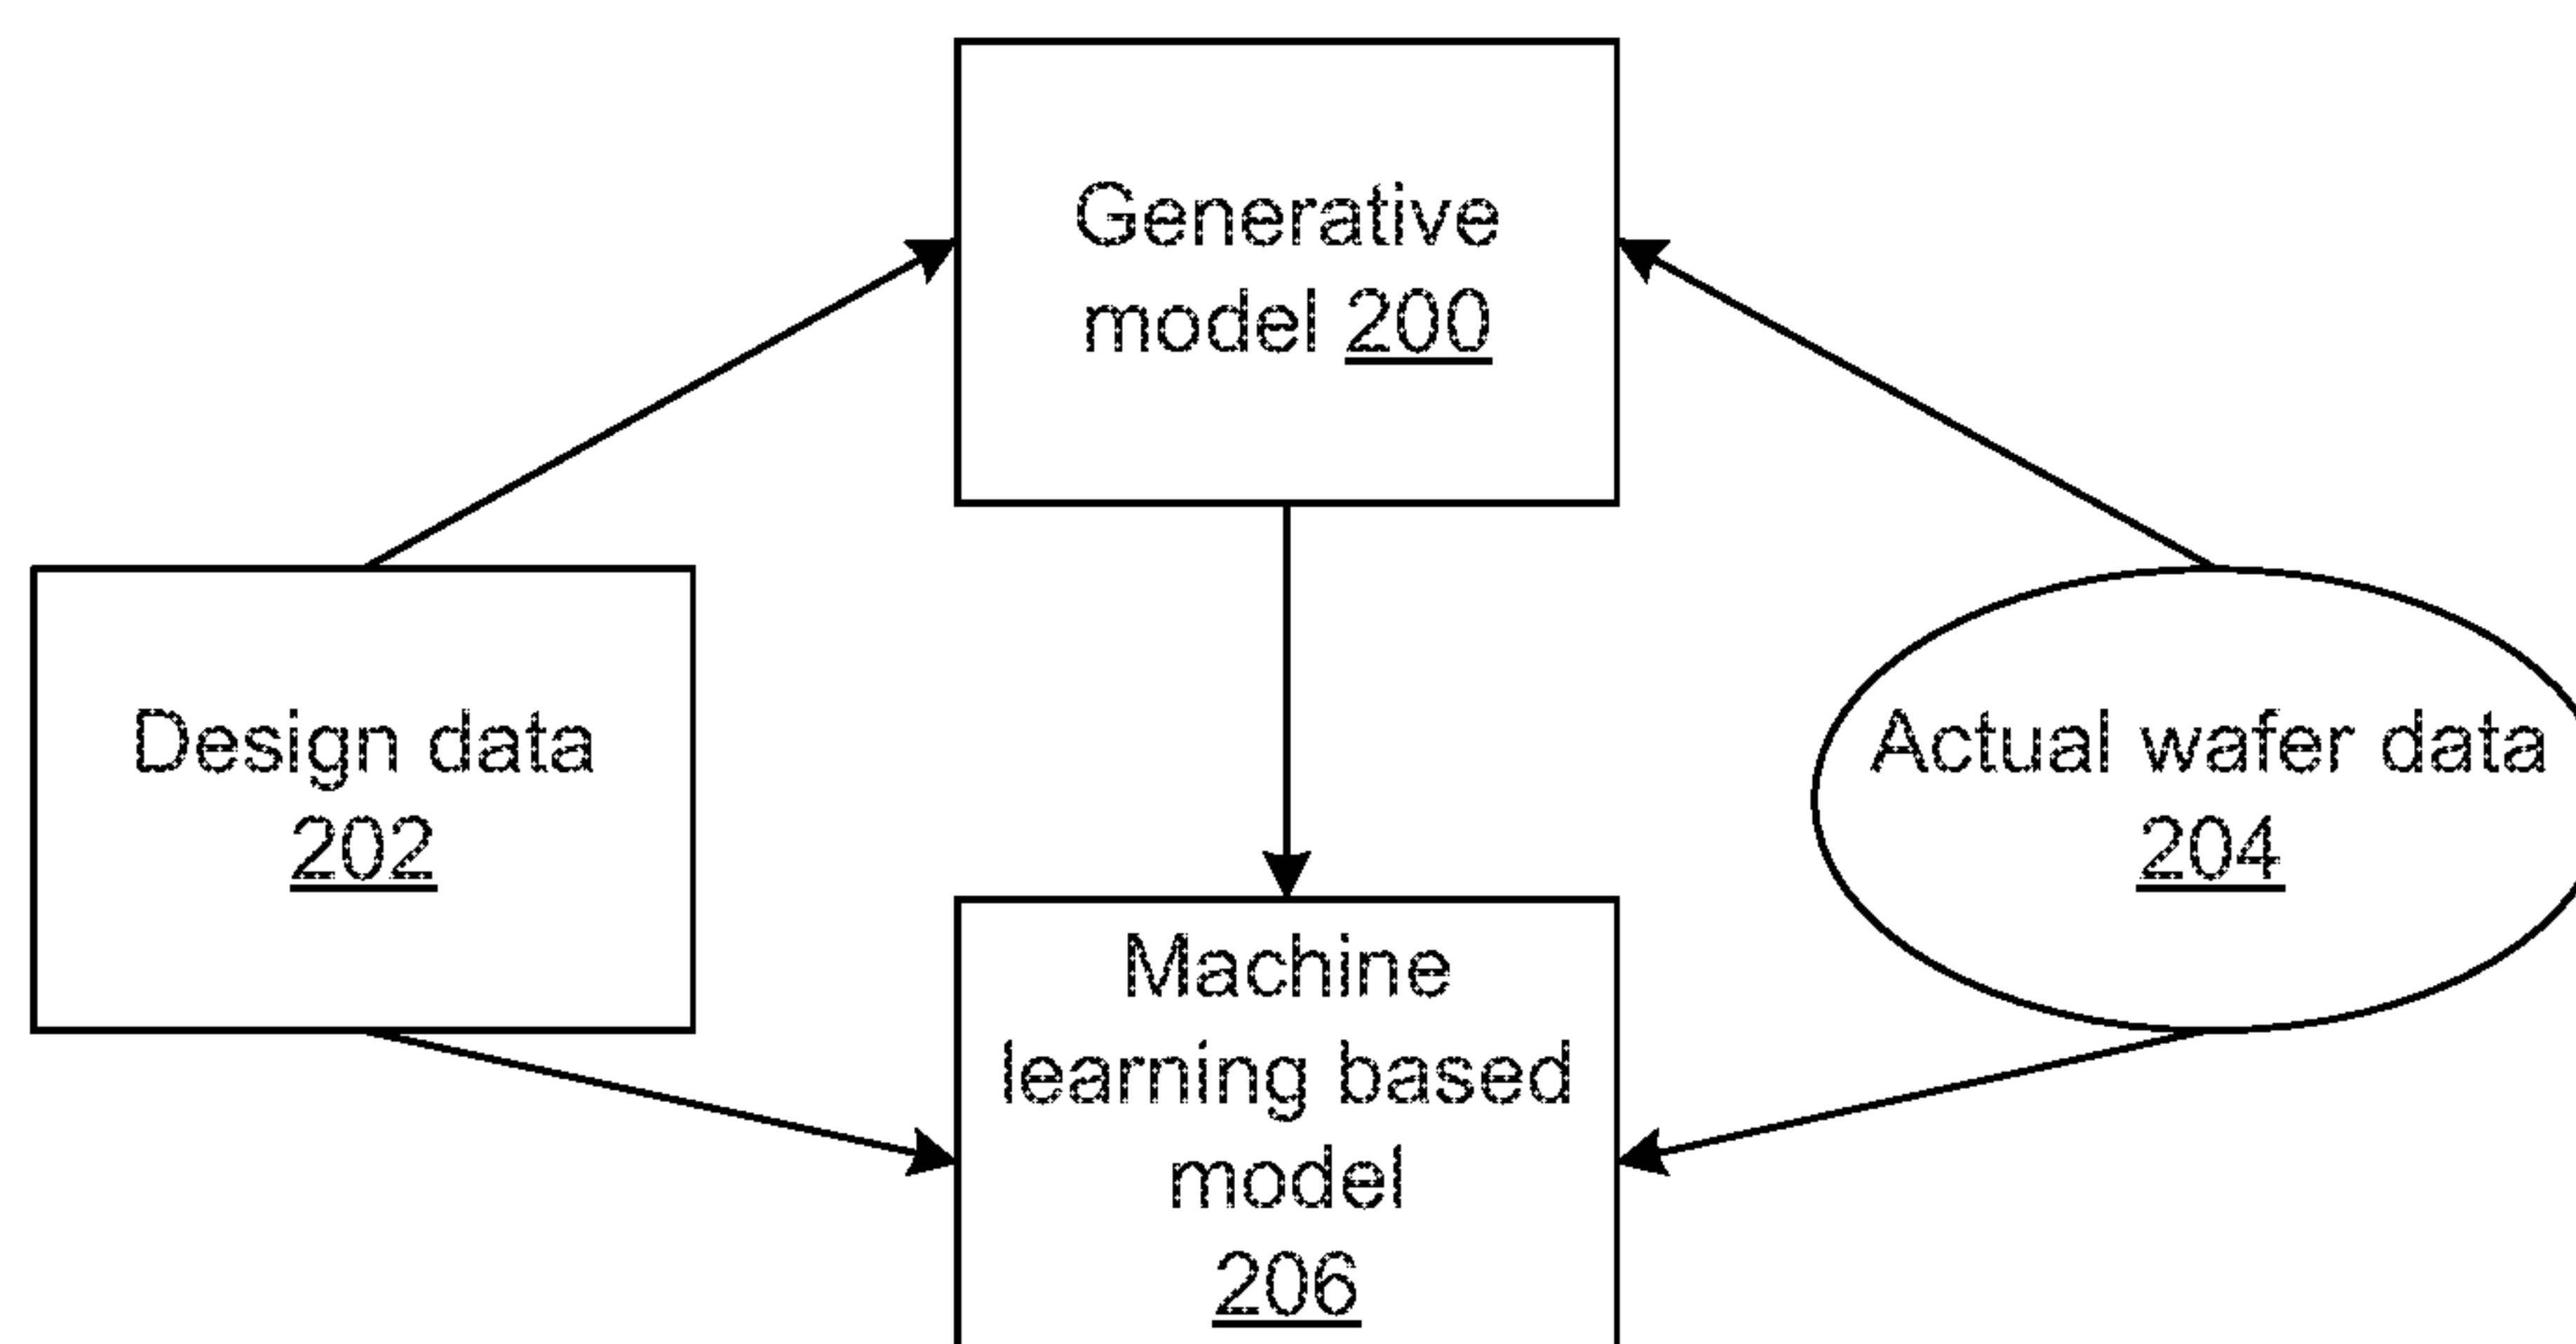 Generative
model 200
Design data
202
Actual wafer data
204
Machine
learning based
model
206